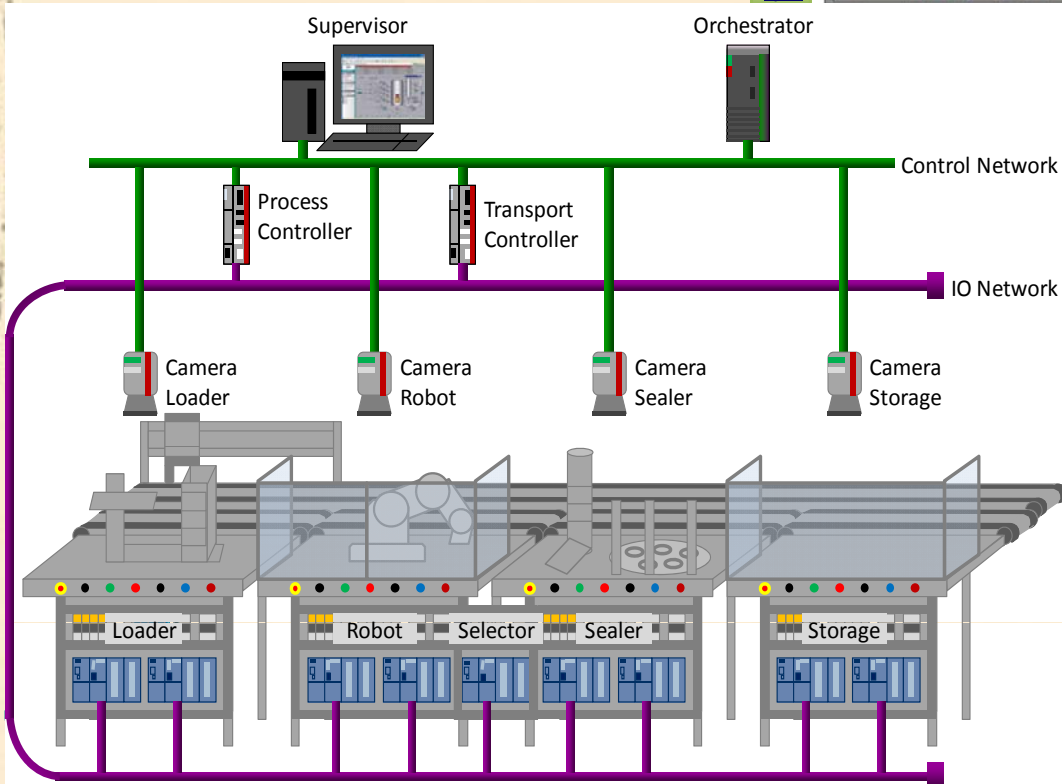 Supervisor
Orchestrator
Control Network
Process
Controller
Transport
Controller
IO Network
Camera
Loader
Camera
Robot
Camera
Sealer
Camera
Storage
Loader
Robot
Selector
Sealer
Storage